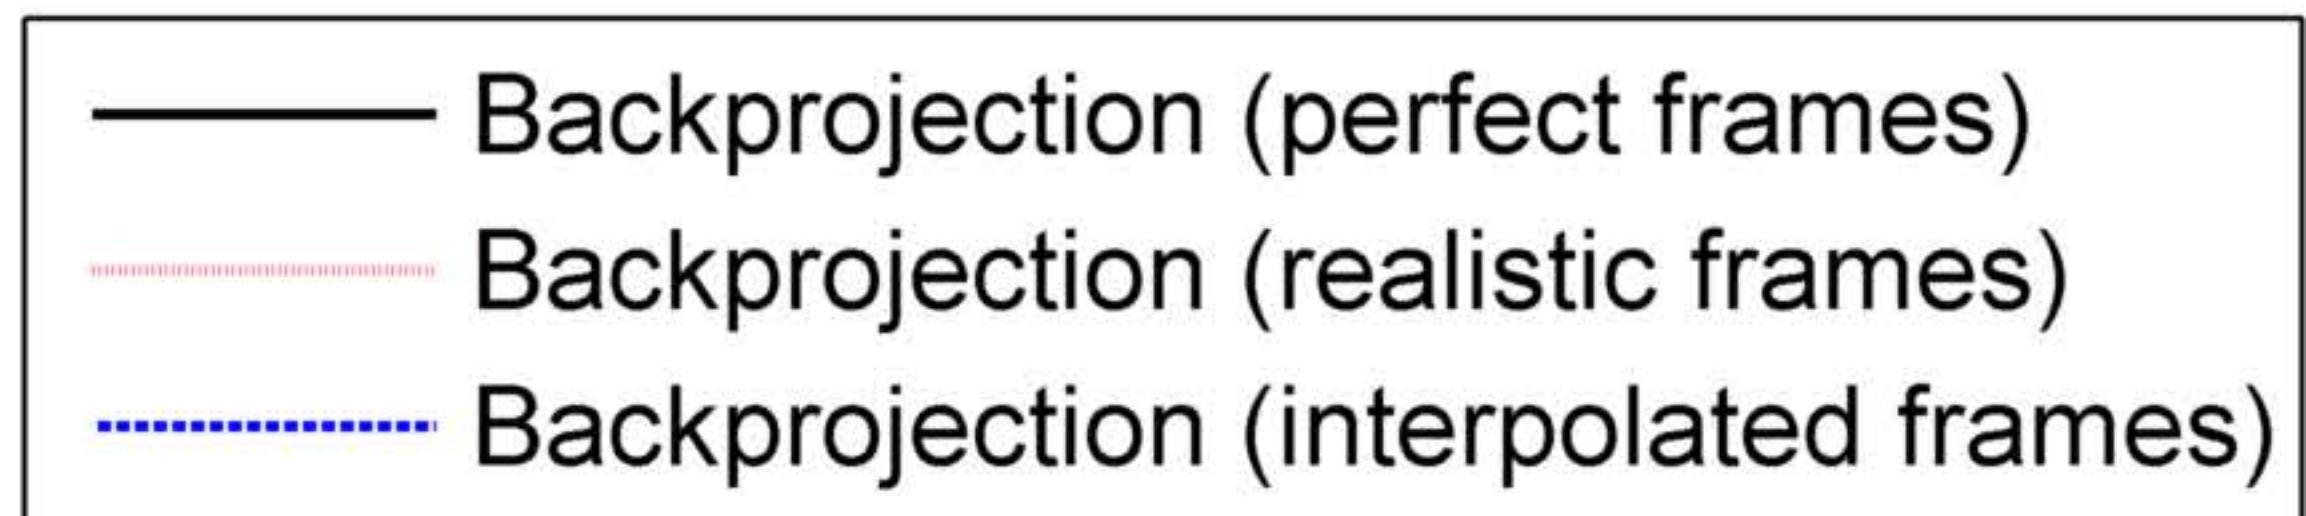 Backprojection (perfect frames)
Backprojection (realistic frames)
Backprojection (interpolated frames)